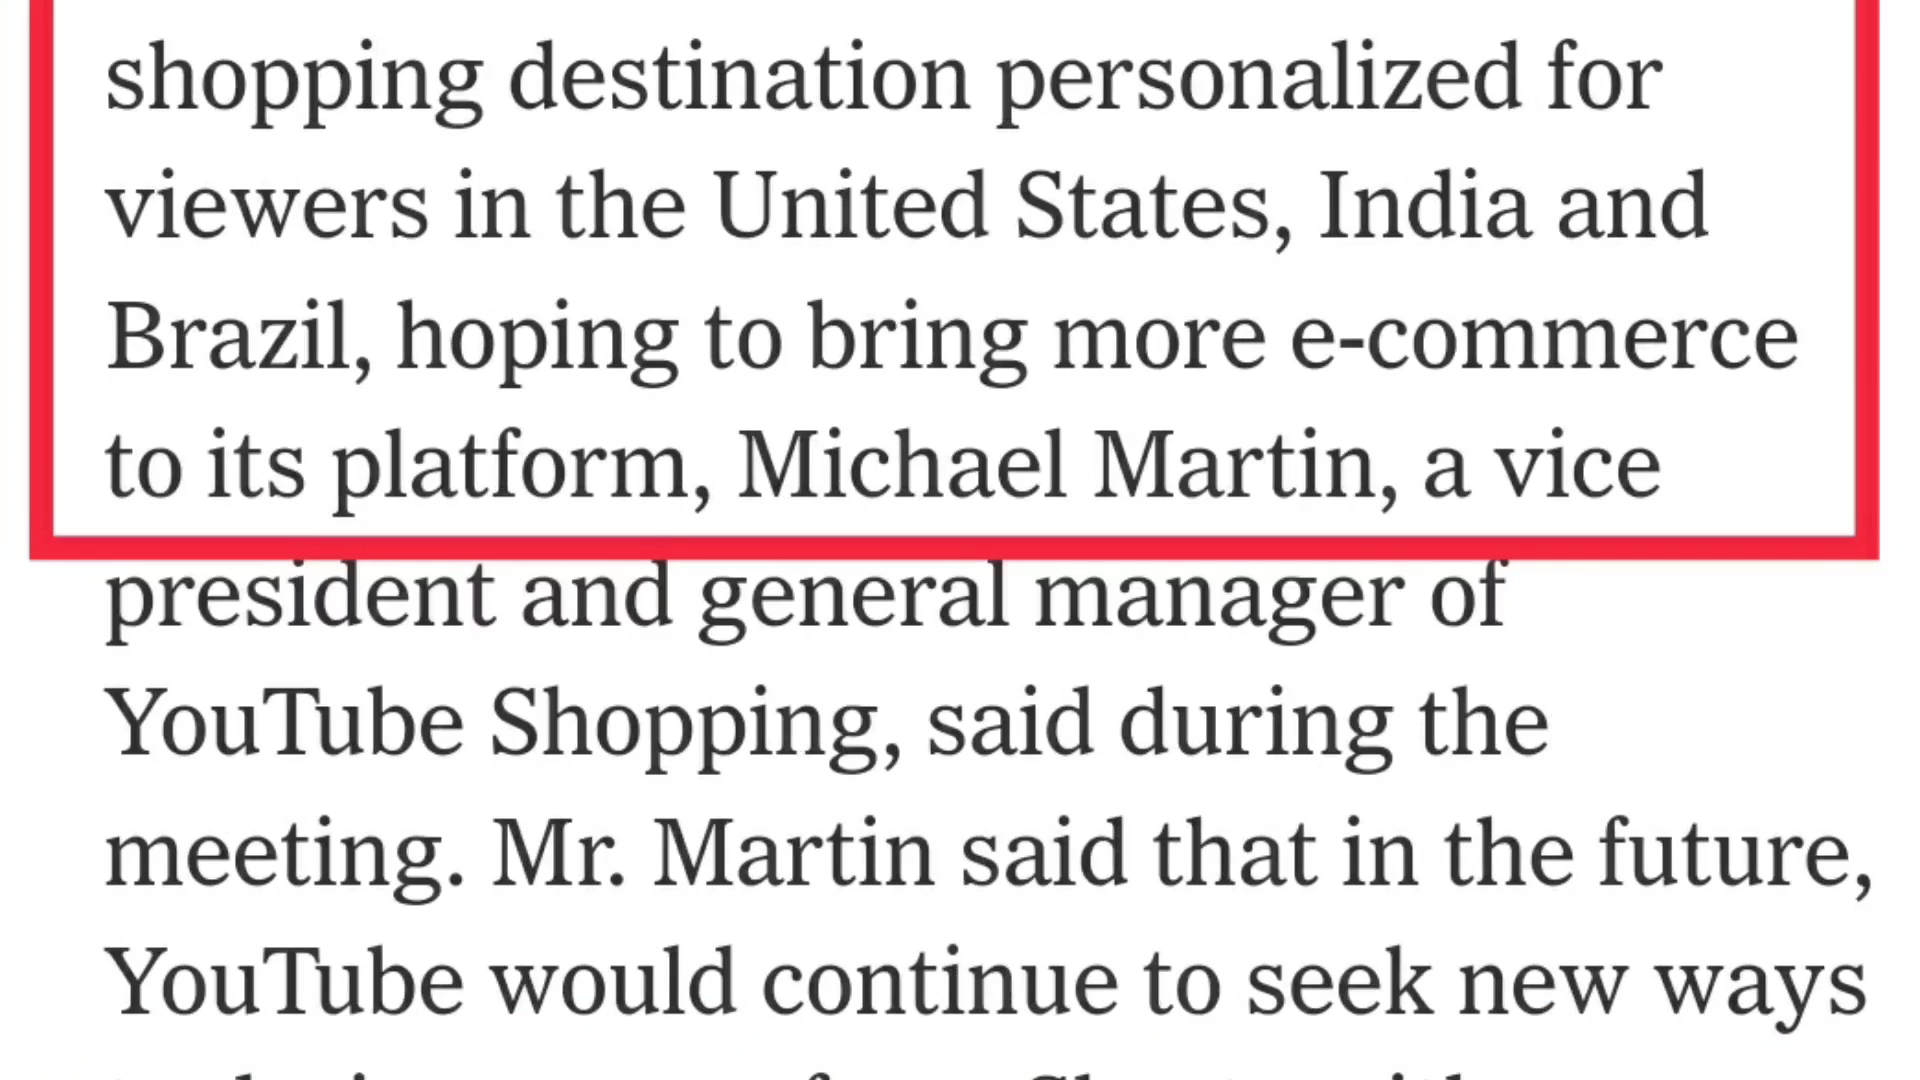 shopping destination personalized for
viewers in the United States, India and
Brazil, hoping to bring more e-commerce
to its platform, Michael Martin, a vice
president and general manager of
YouTube Shopping, said during the
meeting. Mr. Martin said that in the future,
YouTube would continue to seek new ways